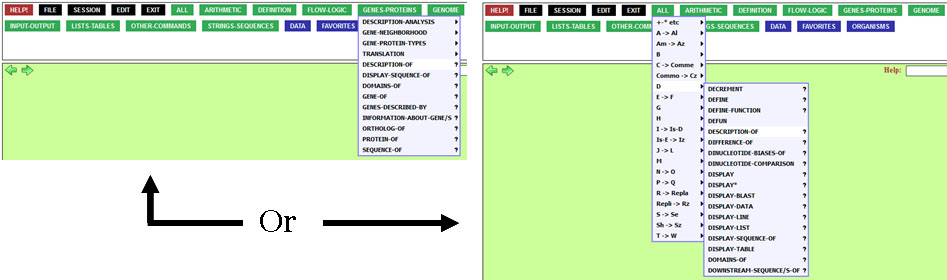 HELP! FILE SESSION EDIT EXIT ALL ARITHMETIC DEFINITION FLOW-LOGIC GENES-PROTEINS GENOME
INPUT-OUTPUT LISTS-TABLES OTHER-COMMANDS STRINGS-SEQUENCES DATA FAVORITES
DESCRIPTION-ANALYSIS
GENE-NEIGHBORHOOD
GENE-PROTEIN-TYPES
TRANSLATION
DESCRIPTION-OF ?
DISPLAY-SEQUENCE-OF ?
DOMAINS-OF ?
GENE-OF ?
GENES-DESCRIBED-BY ?
INFORMATION-ABOUT-GENE/S ?
ORTHOLOG-OF ?
PROTEIN-OF ?
SEQUENCE-OF ?
Or
HELP! FILE SESSION EDIT EXIT ALL ARITHMETIC DEFINITION FLOW-LOGIC GENES-PROTEINS GENOME
INPUT-OUTPUT LISTS-TABLES OTHER-COM GS-SEQUENCES DATA FAVORITES ORGANISMS
Help:
+-* etc
A -> Al
Am -> Az
B
C -> Comme
Commo -> Cz
D
E -> F
G
H
I -> Is-D
Is-E -> Iz
J -> L
M
N -> O
P -> Q
R -> Repla
Repli -> Rz
S -> Se
Sh -> Sz
T -> W
DECREMENT ?
DEFINE ?
DEFINE-FUNCTION ?
DEFUN
DESCRIPTION-OF ?
DIFFERENCE-OF ?
DINUCLEOTIDE-BIASES-OF ?
DINUCLEOTIDE-COMPARISON ?
DISPLAY ?
DISPLAY* ?
DISPLAY-BLAST ?
DISPLAY-DATA ?
DISPLAY-LINE ?
DISPLAY-LIST ?
DISPLAY-SEQUENCE-OF ?
DISPLAY-TABLE ?
DOMAINS-OF ?
DOWNSTREAM-SEQUENCE/S-OF ?